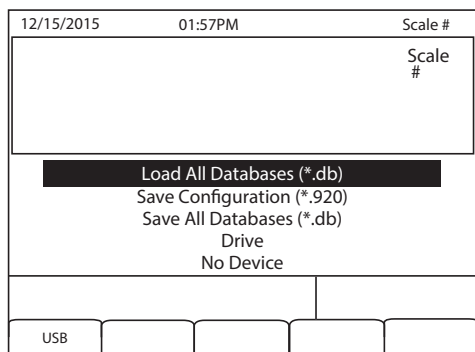 12/15/2015 01:57PM Scale #
Scale
#
Load All Databases (*.db)
Save Configuration (*.920)
Save All Databases (*.db)
Drive
No Device
USB